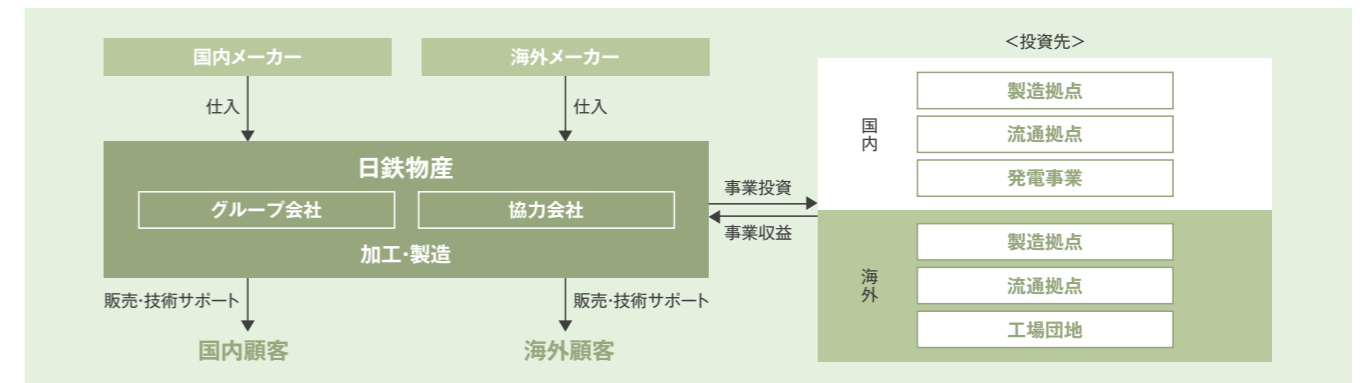 国内メーカー
海外メーカー
仕入
仕入
日鉄物産
グループ会社
協力会社
加工・製造
販売・技術サポート
販売・技術サポート
国内顧客
海外顧客
事業投資
事業収益
＜投資先＞
国内
製造拠点
流通拠点
発電事業
海外
製造拠点
流通拠点
工場団地